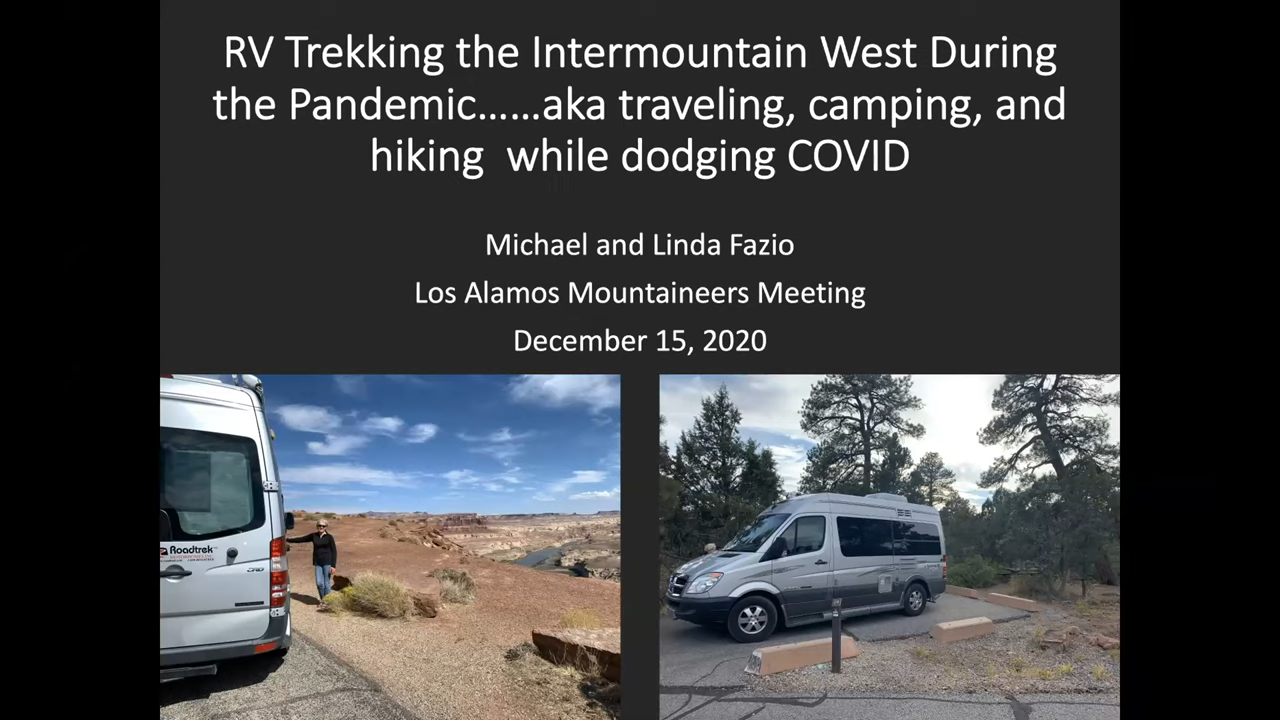 RV Trekking the Intermountain West During
the Pandemic......aka traveling, camping, and
hiking  while dodging COVID
Michael and Linda Fazio
Los Alamos Mountaineers Meeting
December 15, 2020
Roadtrek